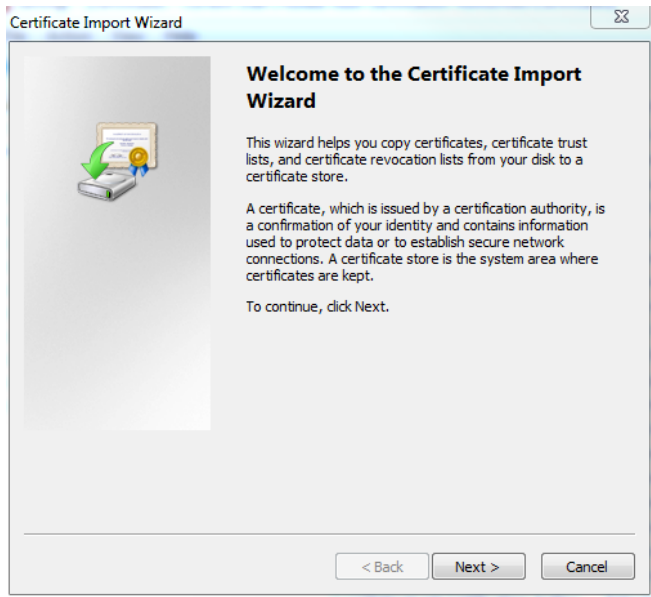 Certificate Import Wizard
Welcome to the Certificate Import
Wizard
This wizard helps you copy certificates, certificate trust
lists, and certificate revocation lists from your disk to a
certificate store.
A certificate, which is issued by a certification authority, is
a confirmation of your identity and contains information
used to protect data or to establish secure network
connections. A certificate store is the system area where
certificates are kept.
To continue, click Next.
< Back
Next >
Cancel